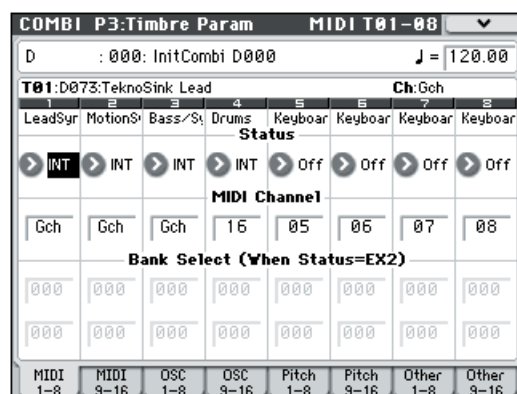 COMBI P3:Timbre Param MIDI T01-08
D : 000: InitCombi D000 ♩ = 120.00
T01:D073:TeknoSink Lead Ch:Gch
1 2 3 4 5 6 7 8
LeadSyr MotionS Bass/Sy Drums Keyboar Keyboar Keyboar Keyboar
Status
INT INT INT INT Off Off Off Off
MIDI Channel
Gch Gch Gch 16 05 06 07 08
Bank Select (When Status=EX2)
000 000 000 000 000 000 000 000
000 000 000 000 000 000 000 000
MIDI MIDI OSC OSC Pitch Pitch Other Other
1-8 9-16 1-8 9-16 1-8 9-16 1-8 9-16